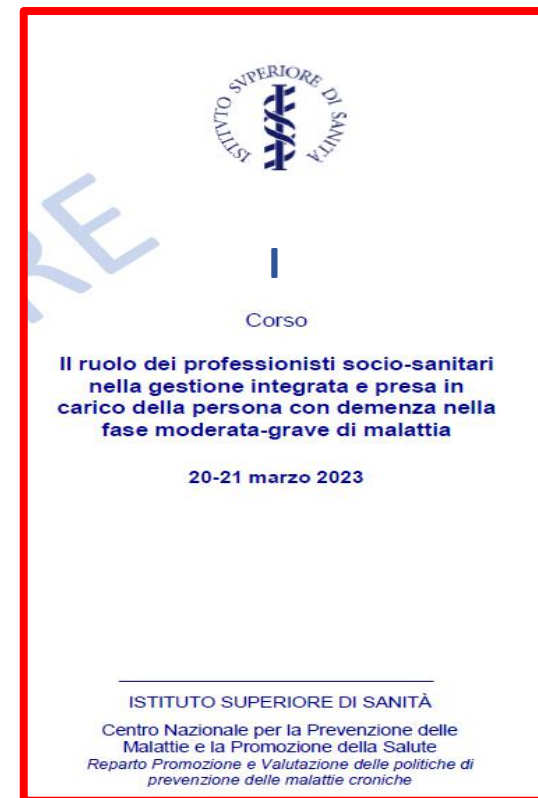 ISTITVTO SVPERIORE DI SANITÀ
RE
I
Corso
Il ruolo dei professionisti socio-sanitari
nella gestione integrata e presa in
carico della persona con demenza nella
fase moderata-grave di malattia
20-21 marzo 2023
ISTITUTO SUPERIORE DI SANITÀ
Centro Nazionale per la Prevenzione delle
Malattie e la Promozione della Salute
Reparto Promozione e Valutazione delle politiche di
prevenzione delle malattie croniche